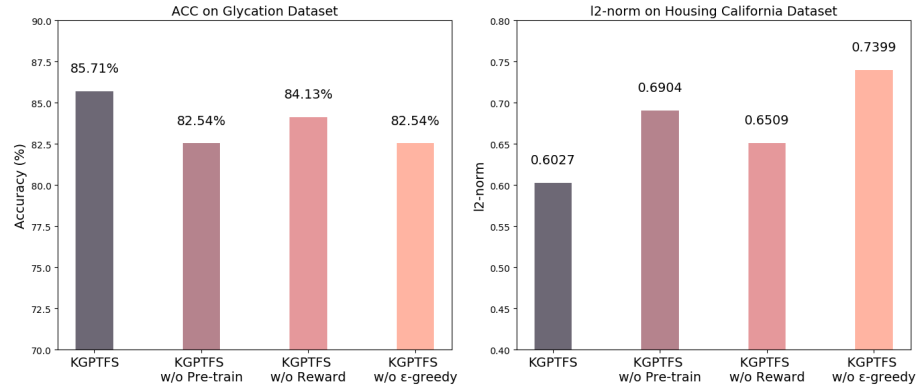 ACC on Glycation Dataset
90.0
87.5
85.0
82.5
80.0
77.5
75.0
72.5
70.0
Accuracy (%)
85.71%
82.54%
84.13%
82.54%
KGPTFS
KGPTFS
w/o Pre-train
KGPTFS
w/o Reward
KGPTFS
w/o ε-greedy
l2-norm on Housing California Dataset
0.80
0.75
0.70
0.65
0.60
0.55
0.50
0.45
0.40
l2-norm
0.6027
0.6904
0.6509
0.7399
KGPTFS
KGPTFS
w/o Pre-train
KGPTFS
w/o Reward
KGPTFS
w/o ε-greedy